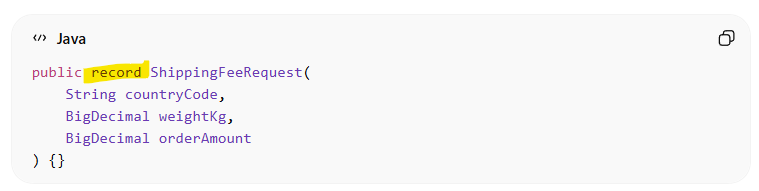 </> Java
public record ShippingFeeRequest(
    String countryCode,
    BigDecimal weightKg,
    BigDecimal orderAmount
) {}